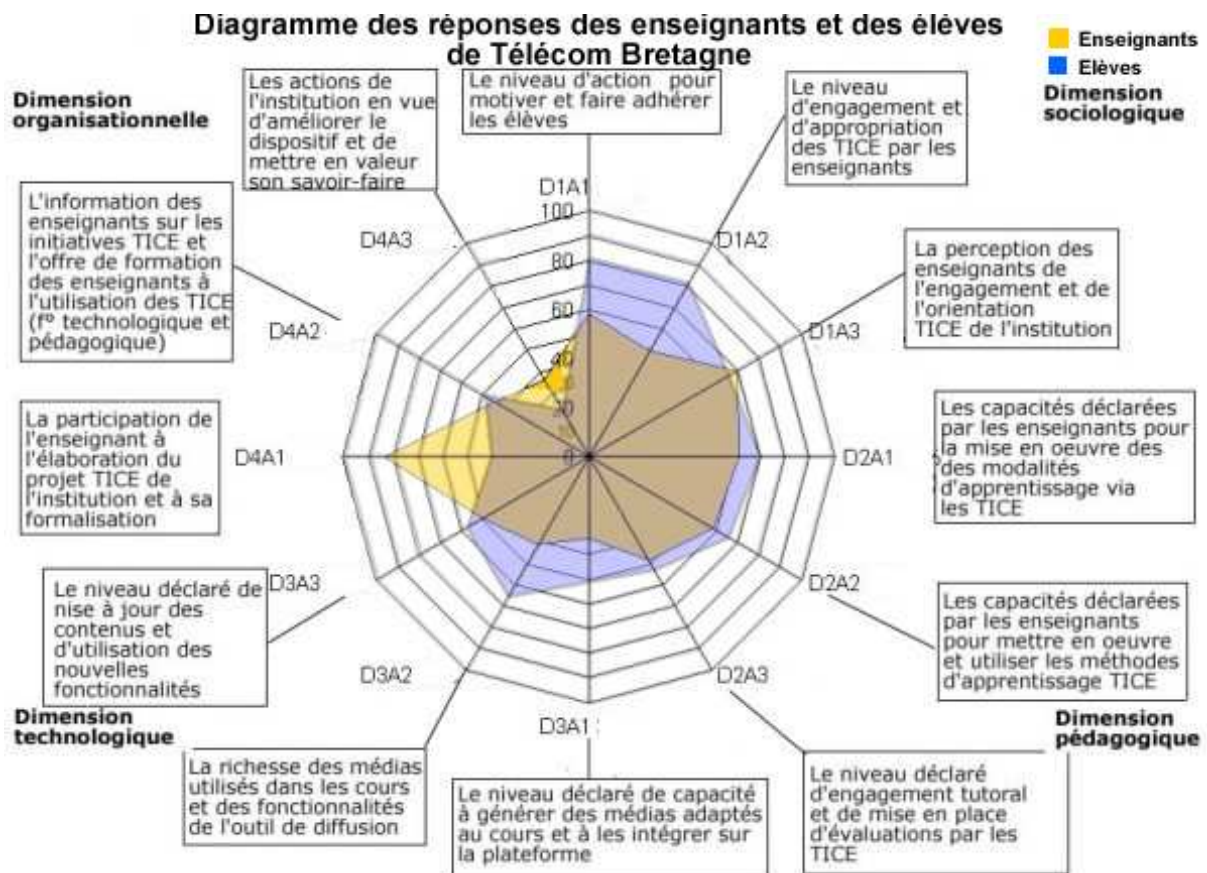 Diagramme des réponses des enseignants et des élèves
de Télécom Bretagne
Enseignants
Elèves
Dimension
organisationnelle
Les actions de
l'institution en vue
d'améliorer le
dispositif et de
mettre en valeur
son savoir-faire
Le niveau d'action pour
motiver et faire adhérer
les élèves
Le niveau
d'engagement et
d'appropriation
des TICE par les
enseignants
Dimension
sociologique
L'information des
enseignants sur les
initiatives TICE et
l'offre de formation
des enseignants à
l'utilisation des TICE
(fº technologique et
pédagogique)
La perception des
enseignants de
l'engagement et de
l'orientation
TICE de l'institution
La participation de
l'enseignant à
l'élaboration du
projet TICE de
l'institution et à sa
formalisation
Les capacités déclarées
par les enseignants pour
la mise en oeuvre des
des modalités
d'apprentissage via
les TICE
Le niveau déclaré de
nise à jour des
contenus et
d'utilisation des
nouvelles
fonctionnalités
Les capacités déclarées
par les enseignants
pour mettre en oeuvre
et utiliser les méthodes
d'apprentissage TICE
Dimension
technologique
La richesse des médias
utilisés dans les cours
et des fonctionnalités
de l'outil de diffusion
Le niveau déclaré de capacité
à générer des médias adaptés
au cours et à les intégrer sur
la plateforme
Dimension
pédagogique
Le niveau déclaré
d'engagement tutoral
et de mise en place
d'évaluations par les
TICE
D1A1
D1A2
D1A3
D2A1
D2A2
D2A3
D3A1
D3A2
D3A3
D4A1
D4A2
D4A3
100
80
60
40
20
0